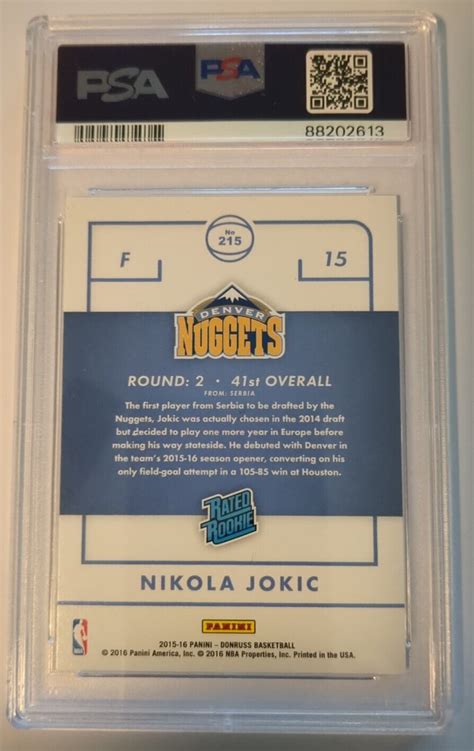 PSA
PSA
88202613
No
215
F
15
DENVER
NUGGETS
ROUND: 2 • 41st OVERALL
FROM: SERBIA
The first player from Serbia to be drafted by the
Nuggets, Jokic was actually chosen in the 2014 draft
but decided to play one more year in Europe before
making his way stateside. He debuted with Denver in
the team's 2015-16 season opener, converting on his
only field-goal attempt in a 105-85 win at Houston.
RATED
ROOKIE
NIKOLA JOKIC
PANINI
2015-16 PANINI – DONRUSS BASKETBALL
© 2016 Panini America, Inc. © 2016 NBA Properties, Inc. Printed in the USA.